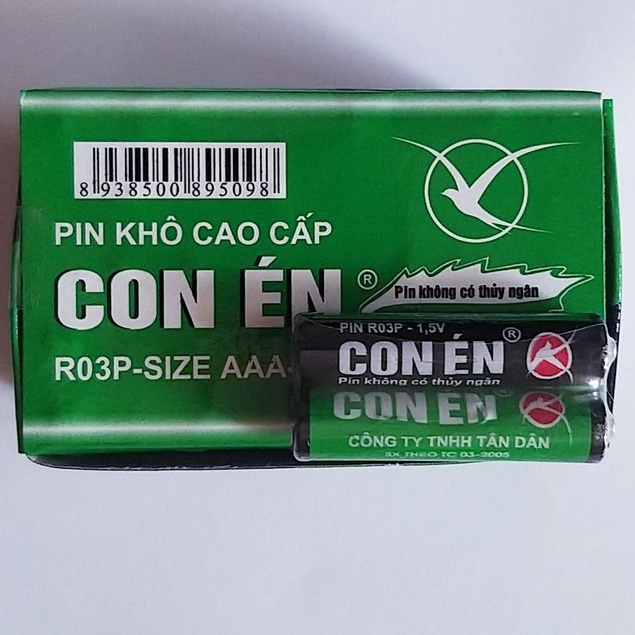 8 938500 895098
PIN KHÔ CAO CẤP
CON ÉN ®
Pin không có thủy ngân
R03P-SIZE AAA-
PIN R03P - 1,5V
CON ÉN ®
Pin không có thủy ngân
CON ÉN
CÔNG TY TNHH TÂN DÂN
SX THEO TC 03-2005